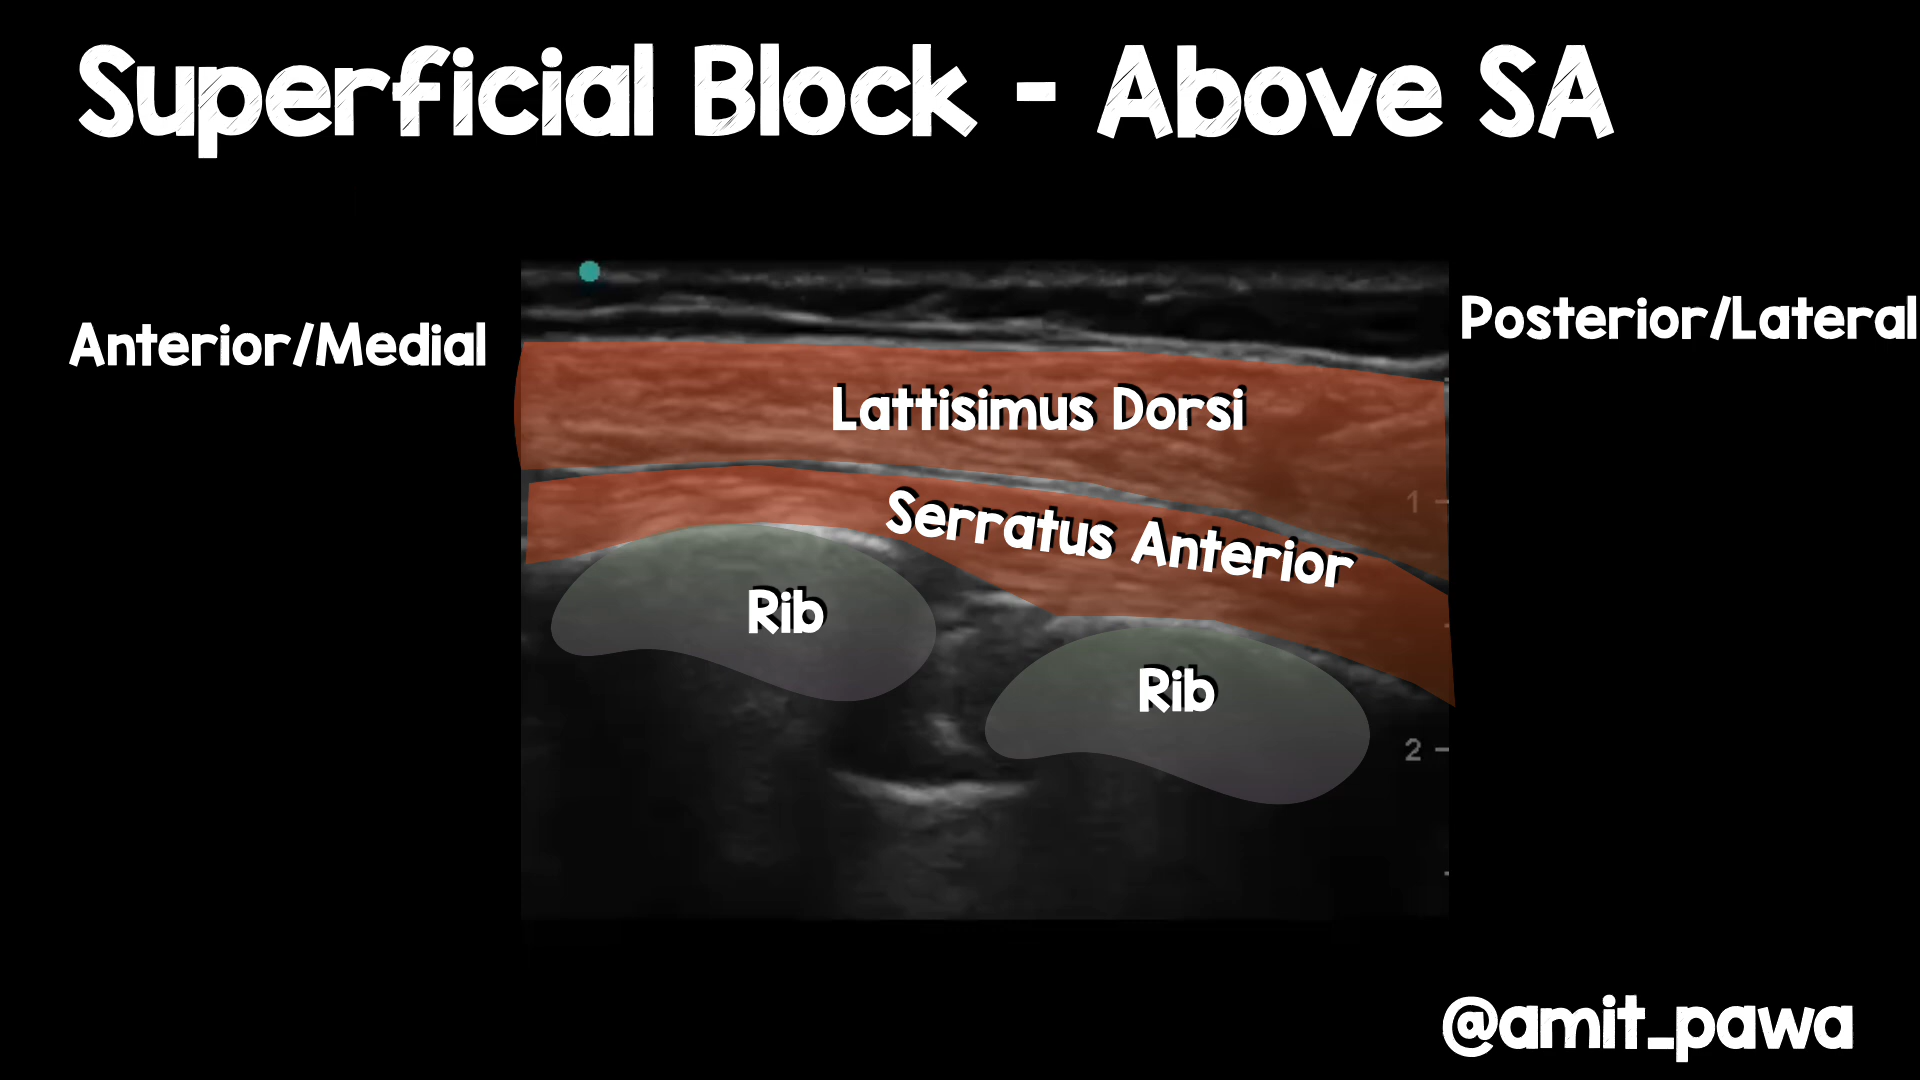 Superficial Block - Above SA
Anterior/Medial
Posterior/Lateral
Lattisimus Dorsi
1
Serratus Anterior
Rib
Rib
2
@amit_pawa